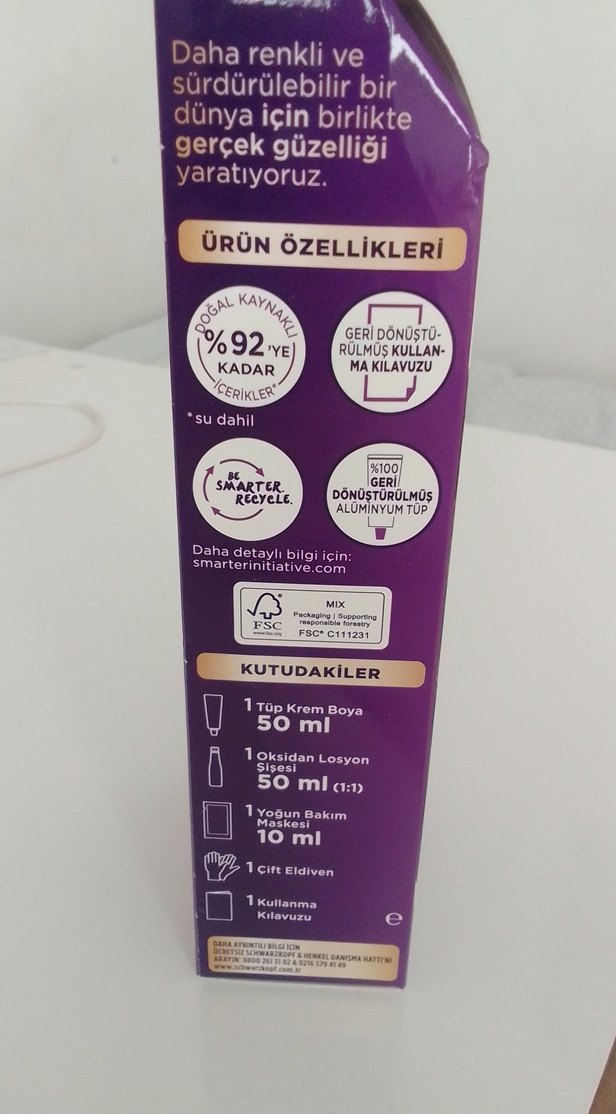 Daha renkli ve
sürdürülebilir bir
dünya için birlikte
gerçek güzelliği
yaratıyoruz.
ÜRÜN ÖZELLİKLERİ
DOĞAL KAYNAKLI
%92'YE
KADAR
İÇERİKLER*
*su dahil
GERİ DÖNÜŞTÜ-
RÜLMÜŞ KULLAN-
MA KILAVUZU
BE
SMARTER.
RECYCLE.
%100
GERİ
DÖNÜŞTÜRÜLMÜŞ
ALÜMİNYUM TÜP
Daha detaylı bilgi için:
smarterinitiative.com
FSC
www.fsc.org
MIX
Packaging | Supporting
responsible forestry
FSC® C111231
KUTUDAKİLER
1 Tüp Krem Boya
50 ml
1 Oksidan Losyon
Şişesi
50 ml (1:1)
1 Yoğun Bakım
Maskesi
10 ml
1 Çift Eldiven
1 Kullanma
Kılavuzu
e
DAHA AYRINTILI BİLGİ İÇİN
ÜCRETSİZ SCHWARZKOPF & HENKEL DANIŞMA HATTI'NI
ARAYIN: 0800 261 31 02 & 0216 579 41 49
www.schwarzkopf.com.tr